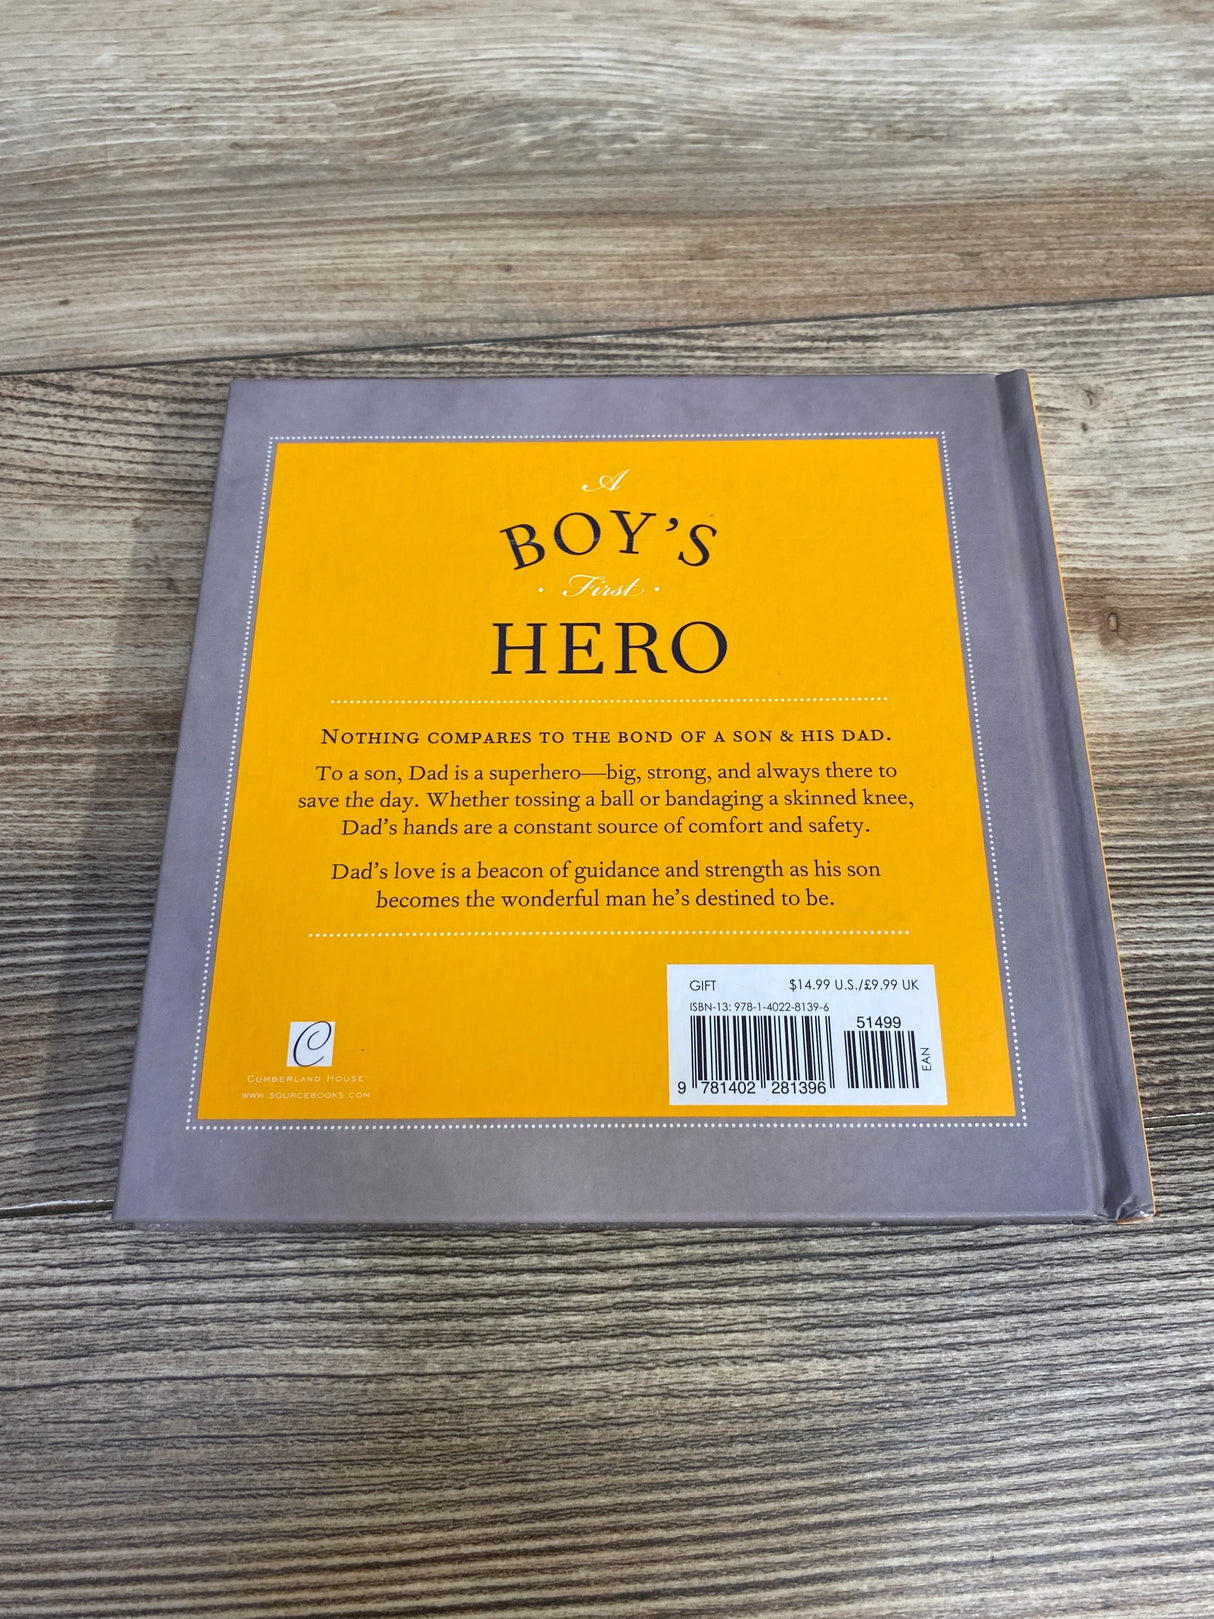 A
BOY'S
· First ·
HERO
NOTHING COMPARES TO THE BOND OF A SON & HIS DAD.
To a son, Dad is a superhero—big, strong, and always there to
save the day. Whether tossing a ball or bandaging a skinned knee,
Dad's hands are a constant source of comfort and safety.
Dad's love is a beacon of guidance and strength as his son
becomes the wonderful man he's destined to be.
GIFT $14.99 U.S./£9.99 UK
ISBN-13: 978-1-4022-8139-6
51499
EAN
9 781402 281396
C
CUMBERLAND HOUSE™
WWW.SOURCEBOOKS.COM